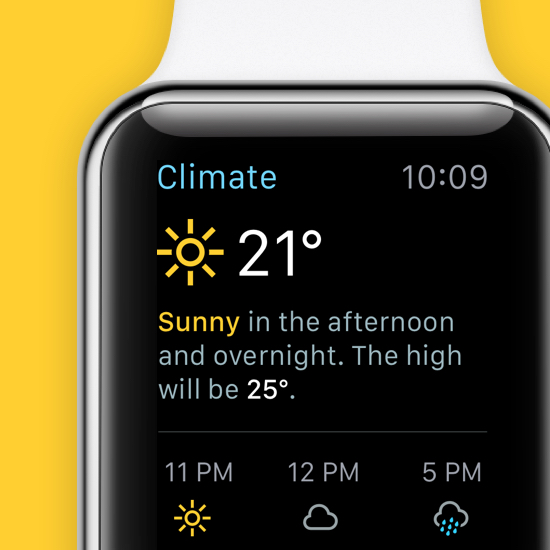 Climate 10:09
21°
Sunny in the afternoon
and overnight. The high
will be 25°.
11 PM 12 PM 5 PM